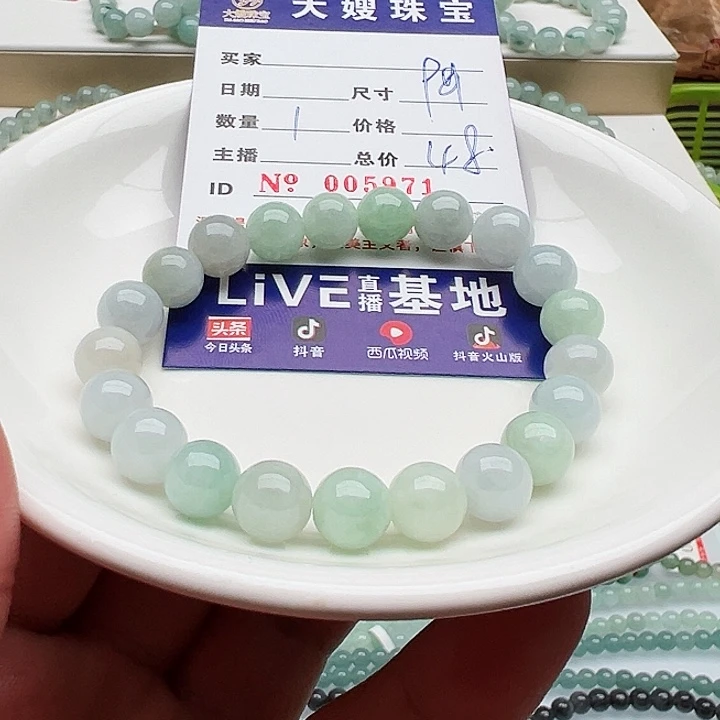 大嫂珠宝
买家
日期 尺寸
数量 1 价格
主播 总价 48
ID Nº 005971
LiVE直播基地
头条
今日头条 抖音 西瓜视频 抖音火山版